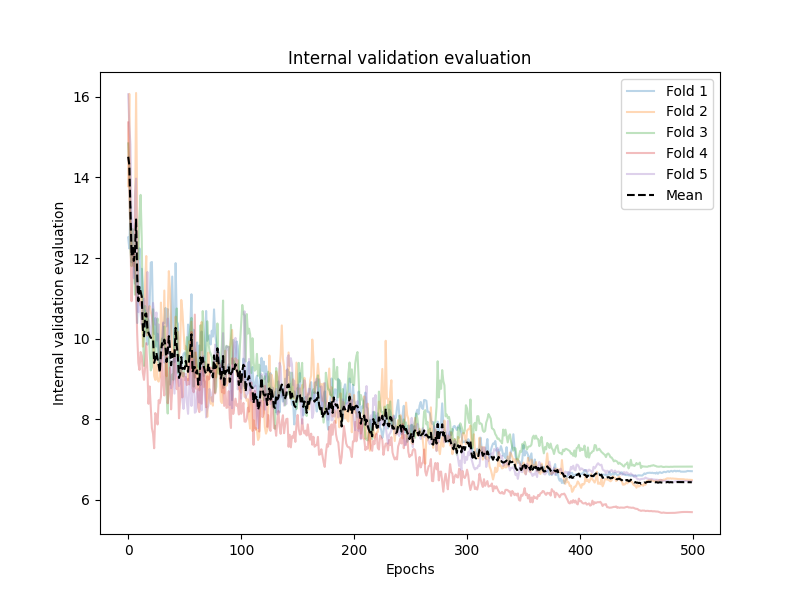 Internal validation evaluation
Internal validation evaluation
16
14
12
10
8
6
0
100
200
300
400
500
Epochs
Fold 1
Fold 2
Fold 3
Fold 4
Fold 5
Mean